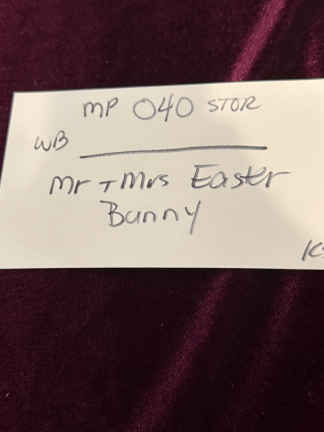 MP 040 STOR
WB
Mr + Mrs Easter
Bunny